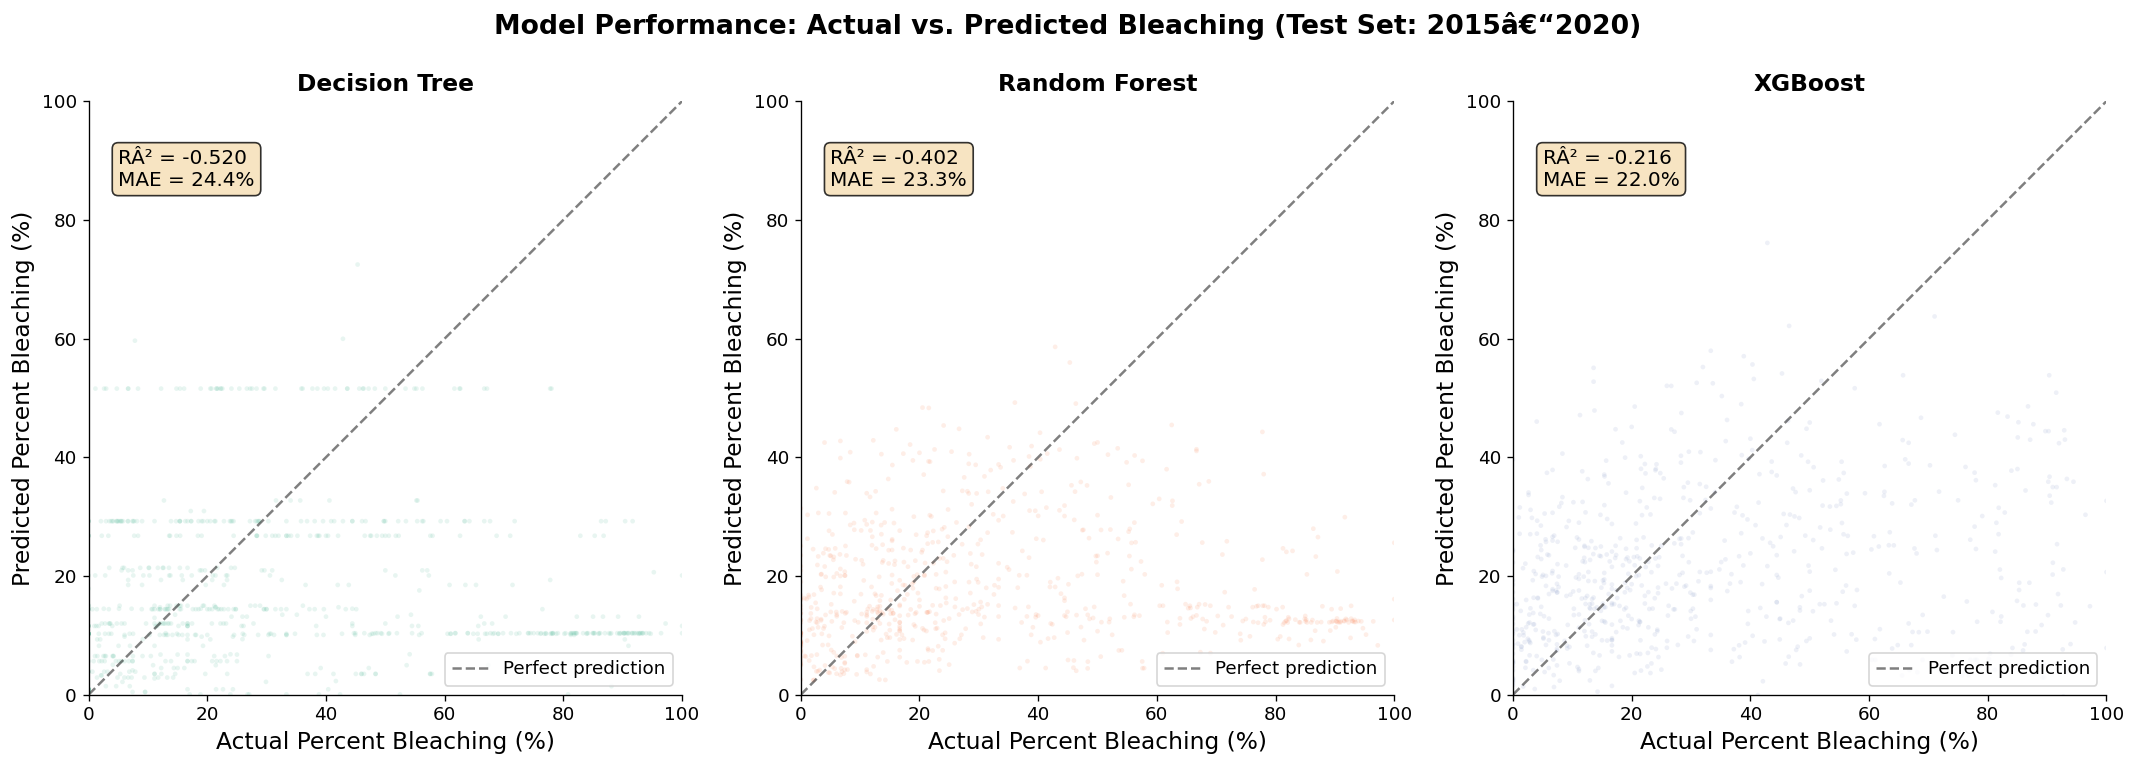 Model Performance: Actual vs. Predicted Bleaching (Test Set: 2015â€“2020)
Decision Tree
RÂ² = -0.520
MAE = 24.4%
Predicted Percent Bleaching (%)
100
80
60
40
20
0
0 20 40 60 80 100
Actual Percent Bleaching (%)
Perfect prediction
Random Forest
RÂ² = -0.402
MAE = 23.3%
Predicted Percent Bleaching (%)
100
80
60
40
20
0
0 20 40 60 80 100
Actual Percent Bleaching (%)
Perfect prediction
XGBoost
RÂ² = -0.216
MAE = 22.0%
Predicted Percent Bleaching (%)
100
80
60
40
20
0
0 20 40 60 80 100
Actual Percent Bleaching (%)
Perfect prediction